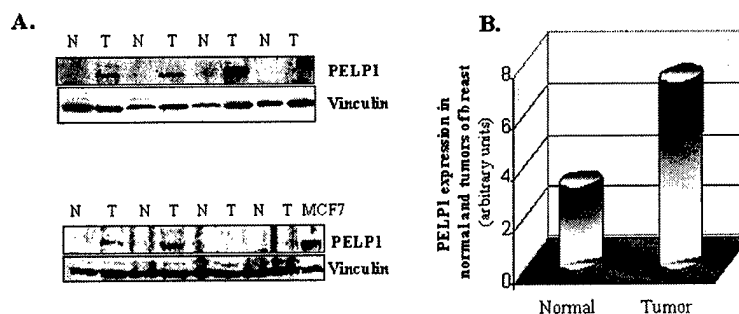 A.
N T N T N T N T
PELP1
Vinculin
N T N T N T N T MCF7
PELP1
Vinculin
B.
PELP1 expression in
normal and tumors of breast
(arbitrary units)
8
6
4
2
0
Normal Tumor